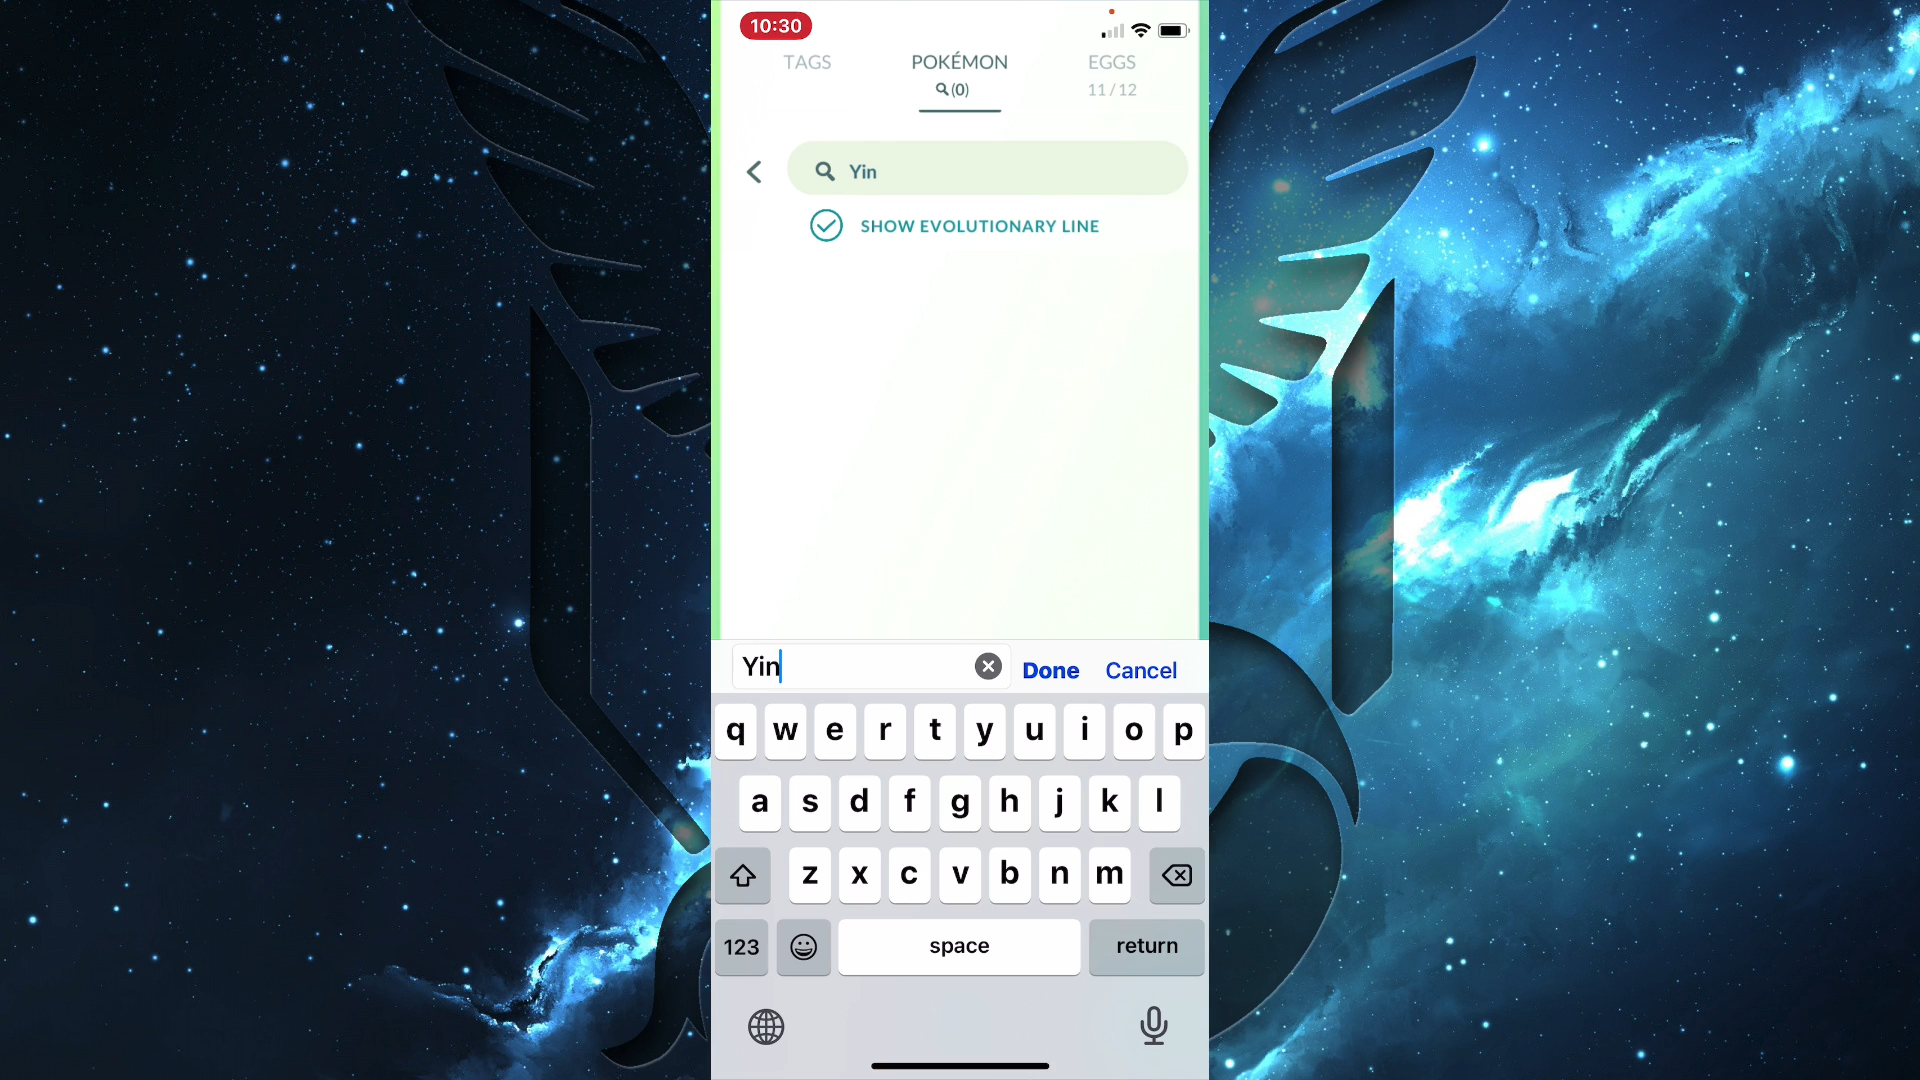 10:30
TAGS
POKÉMON
(0)
EGGS
11 / 12
Yin
SHOW EVOLUTIONARY LINE
Yin
Done
Cancel
q w e r t y u i o p
a s d f g h j k l
z x c v b n m
123
space
return